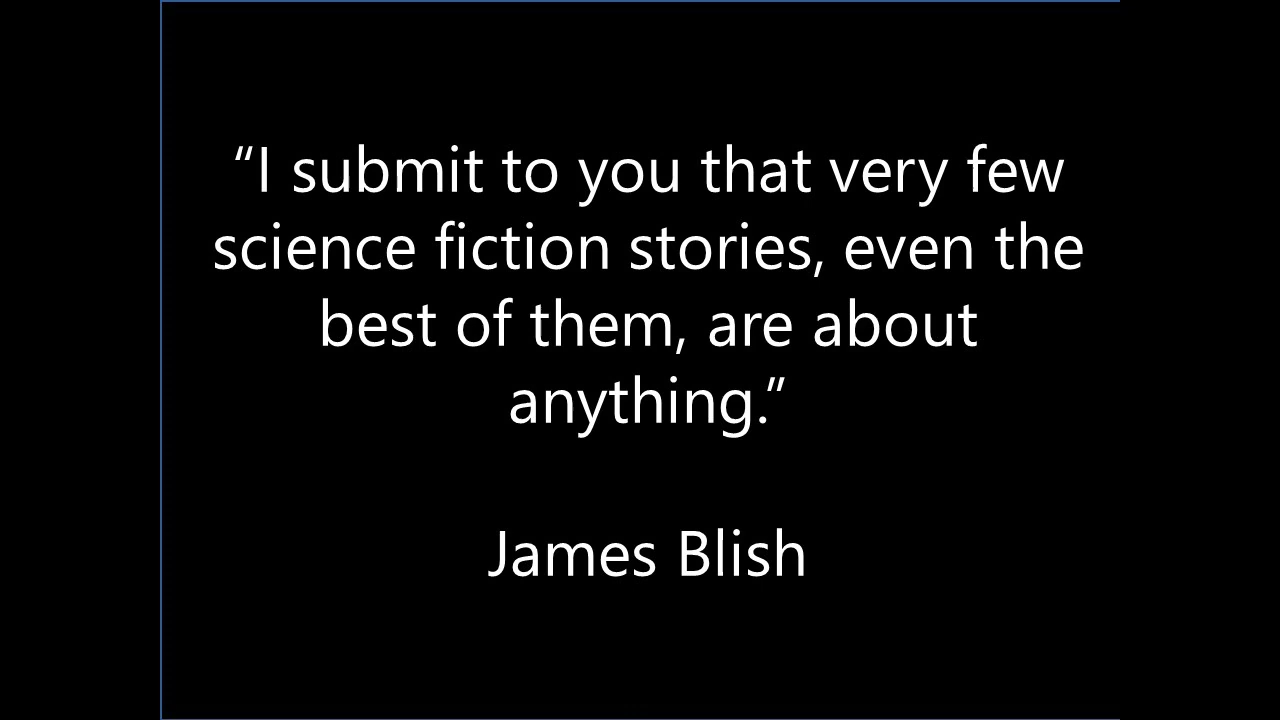 “I submit to you that very few
science fiction stories, even the
best of them, are about
anything.”
James Blish